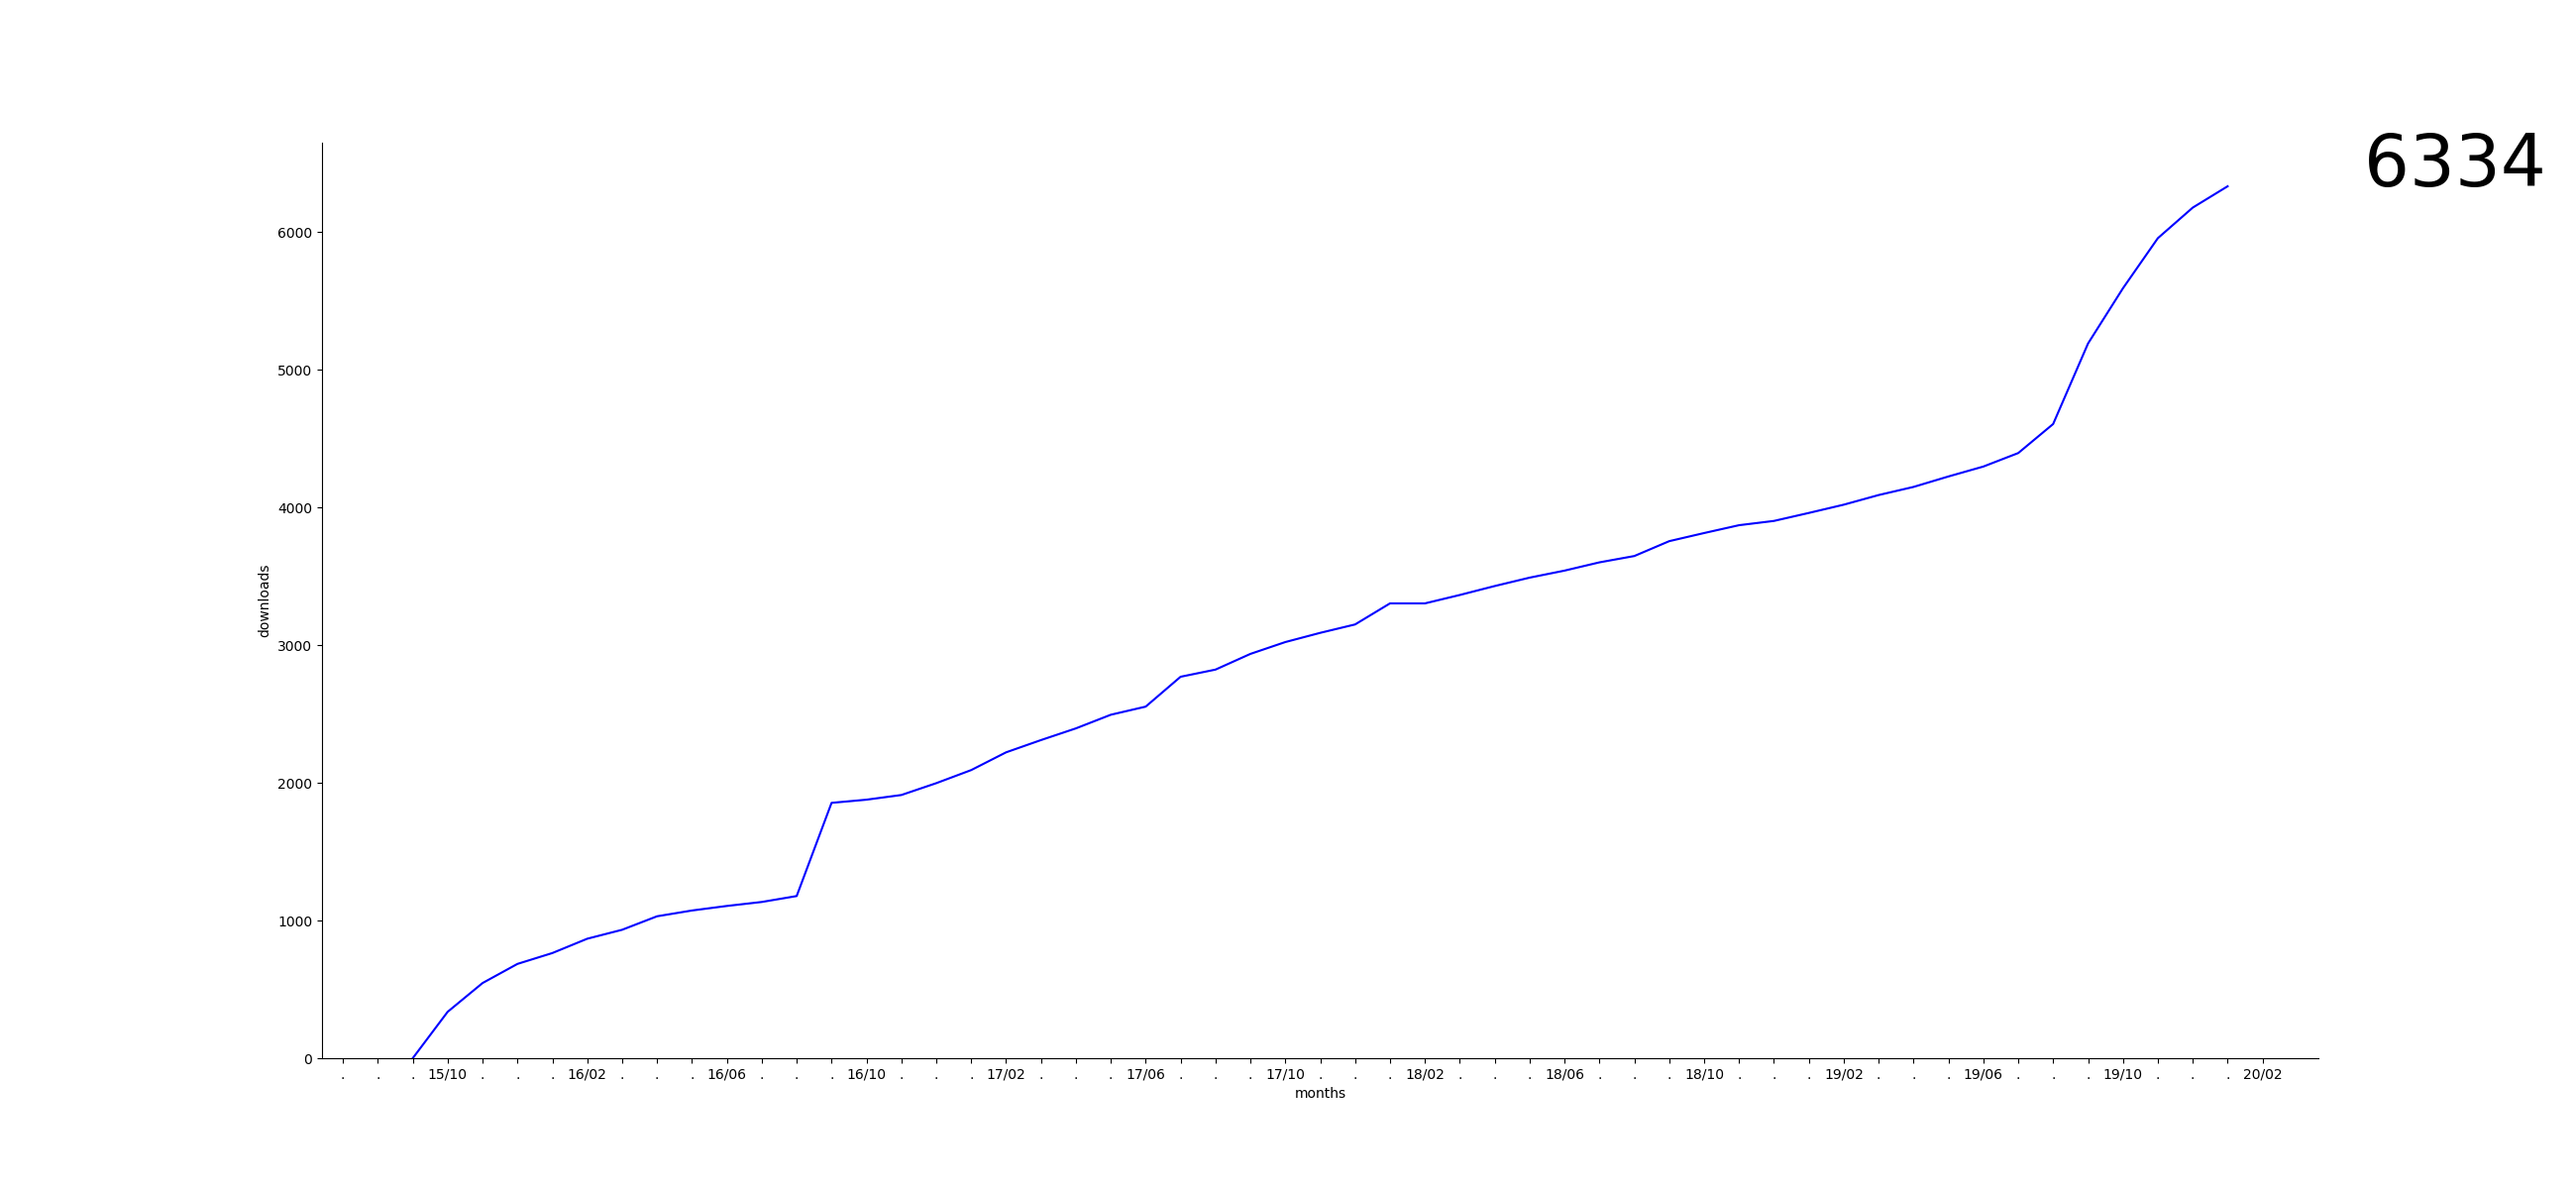 6334
6000
5000
4000
3000
2000
1000
0
downloads
. . . 15/10 . . . 16/02 . . . 16/06 . . . 16/10 . . . 17/02 . . . 17/06 . . . 17/10 . . . 18/02 . . . 18/06 . . . 18/10 . . . 19/02 . . . 19/06 . . . 19/10 . . . 20/02
months